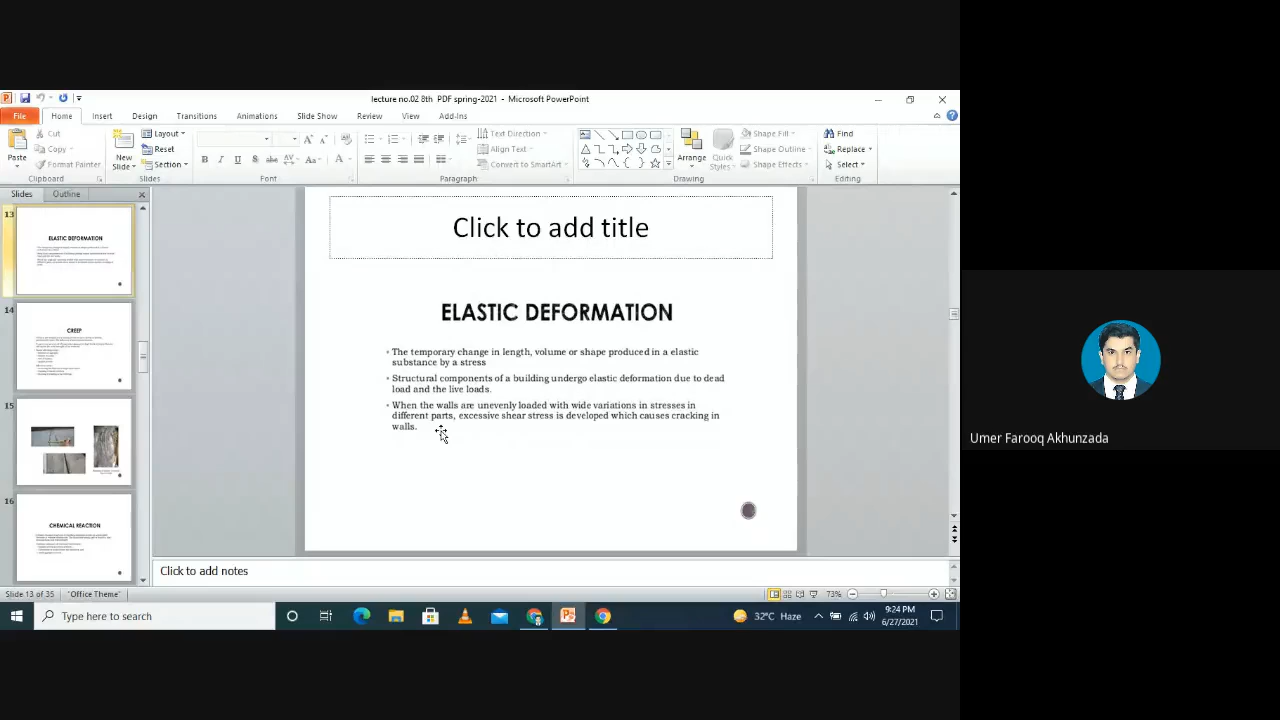 lecture no.02 8th PDF spring-2021 - Microsoft PowerPoint
File Home Insert Design Transitions Animations Slide Show Review View Add-Ins
Paste
Cut
Copy
Format Painter
Clipboard
New Slide
Layout
Reset
Section
Slides
Font
Text Direction
Align Text
Convert to SmartArt
Paragraph
Arrange
Quick Styles
Shape Fill
Shape Outline
Shape Effects
Drawing
Find
Replace
Select
Editing
Slides Outline
13
ELASTIC DEFORMATION
14
CREEP
15
16
CHEMICAL REACTION
Click to add title
ELASTIC DEFORMATION
• The temporary change in length, volume or shape produced in a elastic
substance by a stress
• Structural components of a building undergo elastic deformation due to dead
load and the live loads.
• When the walls are unevenly loaded with wide variations in stresses in
different parts, excessive shear stress is developed which causes cracking in
walls.
Click to add notes
Slide 13 of 35 "Office Theme" 73%
Type here to search
32°C Haze
9:24 PM
6/27/2021
Umer Farooq Akhunzada